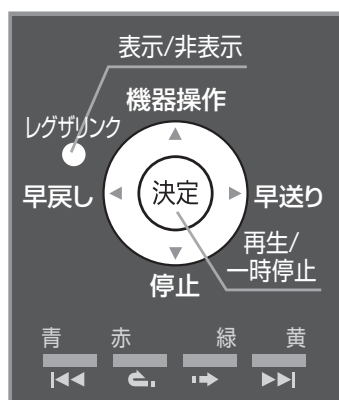 表示/非表示
機器操作
レグザリンク
早戻し
決定
早送り
再生/
一時停止
停止
青 赤 緑 黄